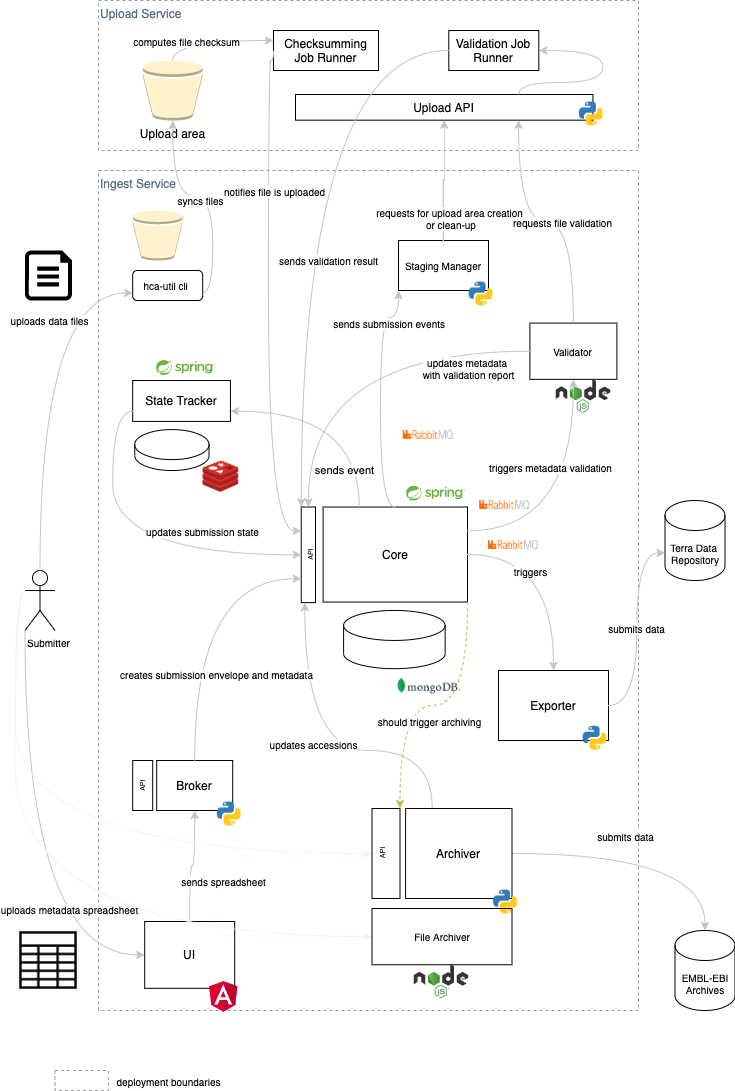 Upload Service
computes file checksum
Checksumming
Job Runner
Validation Job
Runner
Upload API
Upload area
Ingest Service
syncs files
notifies file is uploaded
requests for upload area creation
or clean-up
requests file validation
sends validation result
Staging Manager
hca-util cli
uploads data files
sends submission events
Validator
updates metadata
with validation report
spring
State Tracker
node
JS
RabbitMQ
sends event
triggers metadata validation
spring
RabbitMQ
updates submission state
API
Core
RabbitMQ
triggers
Terra Data
Repository
Submitter
submits data
creates submission envelope and metadata
mongoDB
Exporter
should trigger archiving
updates accessions
API
Broker
API
Archiver
submits data
sends spreadsheet
uploads metadata spreadsheet
UI
File Archiver
A
node
JS
EMBL-EBI
Archives
deployment boundaries